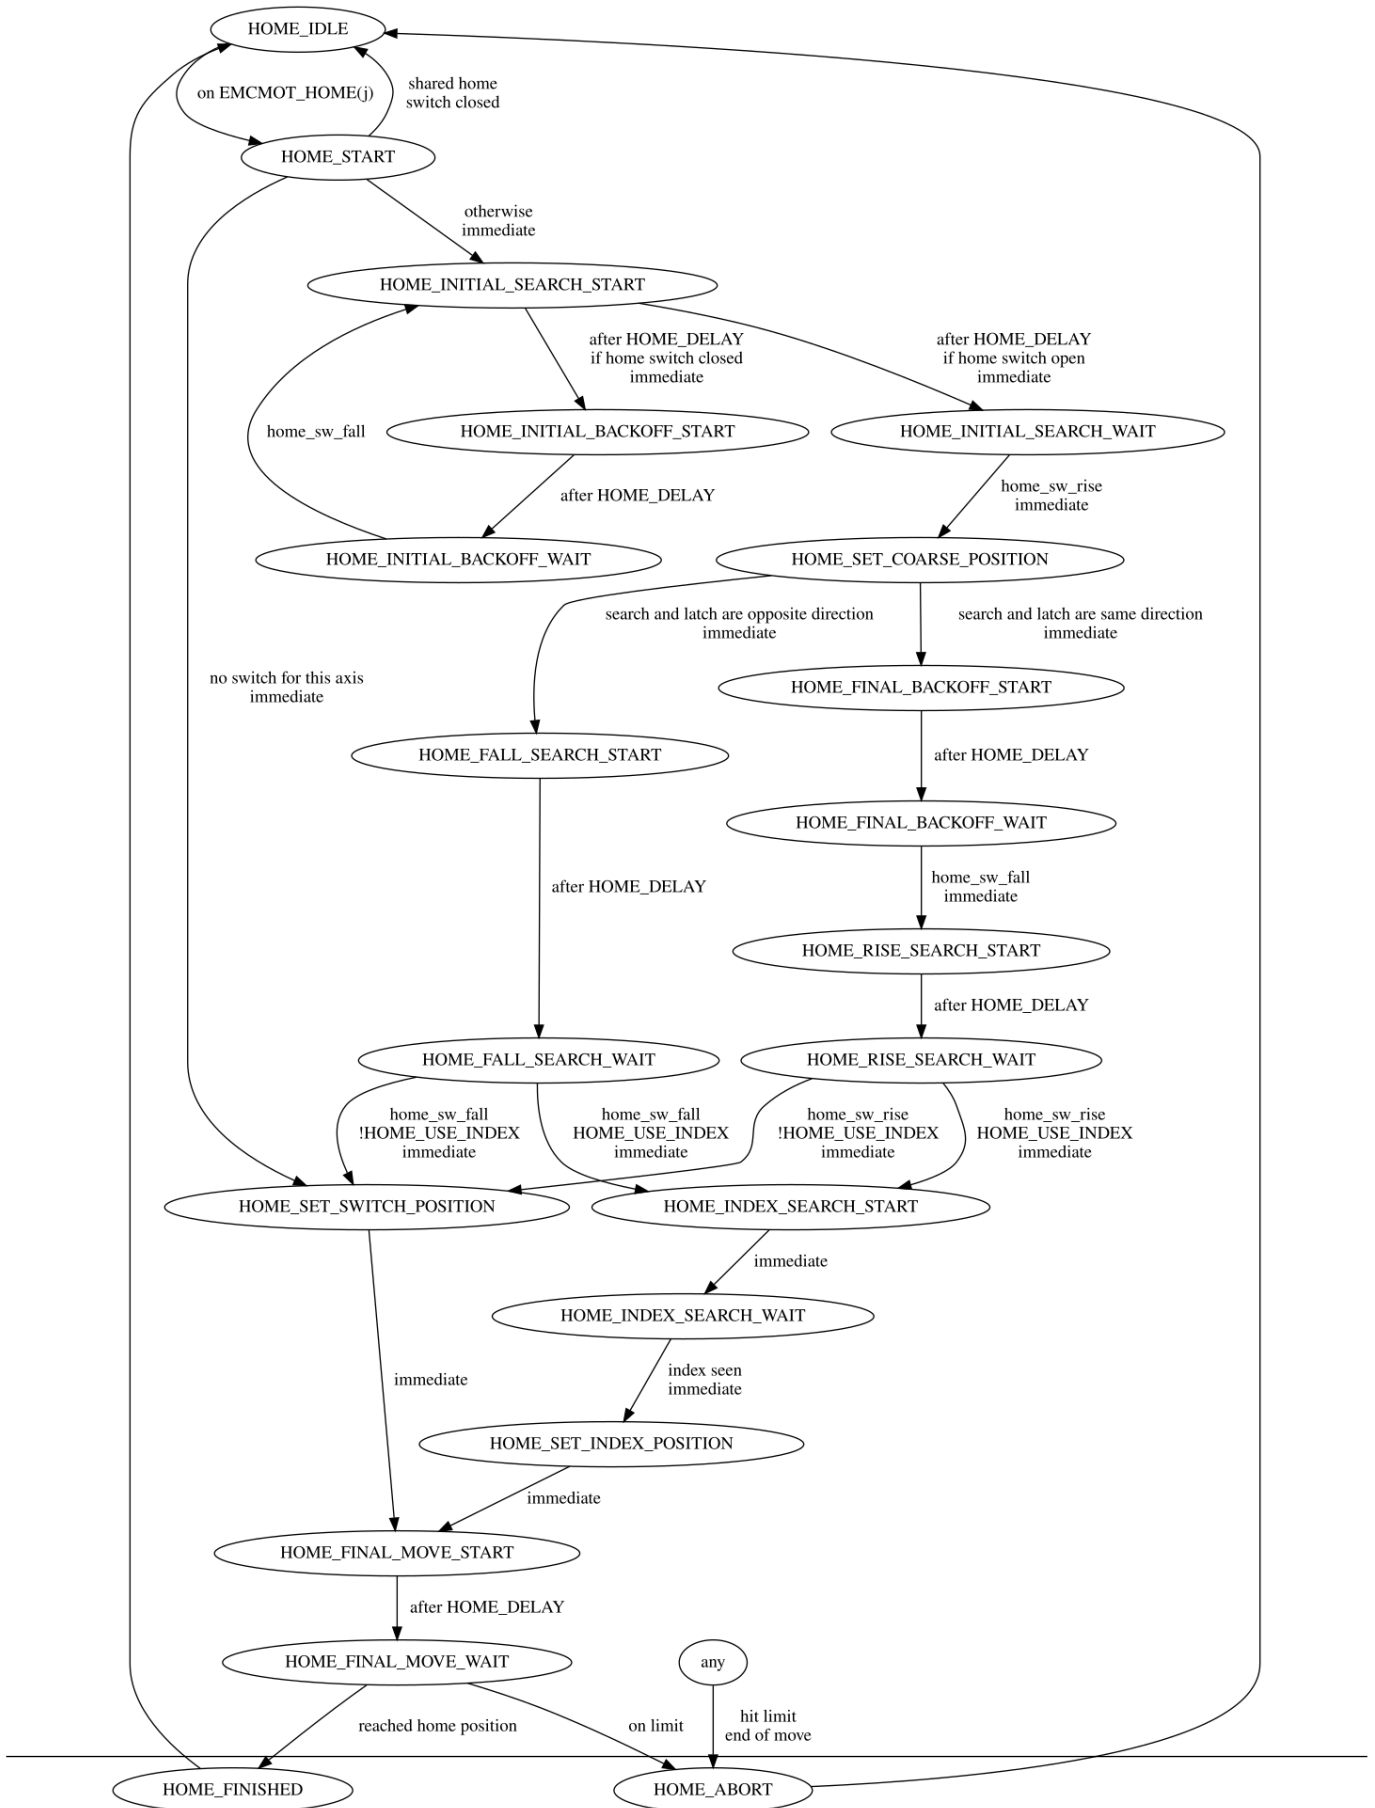 HOME_IDLE
on EMCMOT_HOME(j)
shared home
switch closed
HOME_START
otherwise
immediate
HOME_INITIAL_SEARCH_START
after HOME_DELAY
if home switch closed
immediate
after HOME_DELAY
if home switch open
immediate
home_sw_fall
HOME_INITIAL_BACKOFF_START
HOME_INITIAL_SEARCH_WAIT
after HOME_DELAY
home_sw_rise
immediate
HOME_INITIAL_BACKOFF_WAIT
HOME_SET_COARSE_POSITION
search and latch are opposite direction
immediate
search and latch are same direction
immediate
no switch for this axis
immediate
HOME_FINAL_BACKOFF_START
HOME_FALL_SEARCH_START
after HOME_DELAY
HOME_FINAL_BACKOFF_WAIT
after HOME_DELAY
home_sw_fall
immediate
HOME_RISE_SEARCH_START
after HOME_DELAY
HOME_FALL_SEARCH_WAIT
HOME_RISE_SEARCH_WAIT
home_sw_fall
!HOME_USE_INDEX
immediate
home_sw_fall
HOME_USE_INDEX
immediate
home_sw_rise
!HOME_USE_INDEX
immediate
home_sw_rise
HOME_USE_INDEX
immediate
HOME_SET_SWITCH_POSITION
HOME_INDEX_SEARCH_START
immediate
HOME_INDEX_SEARCH_WAIT
immediate
index seen
immediate
HOME_SET_INDEX_POSITION
immediate
HOME_FINAL_MOVE_START
after HOME_DELAY
HOME_FINAL_MOVE_WAIT
any
reached home position
on limit
hit limit
end of move
HOME_FINISHED
HOME_ABORT